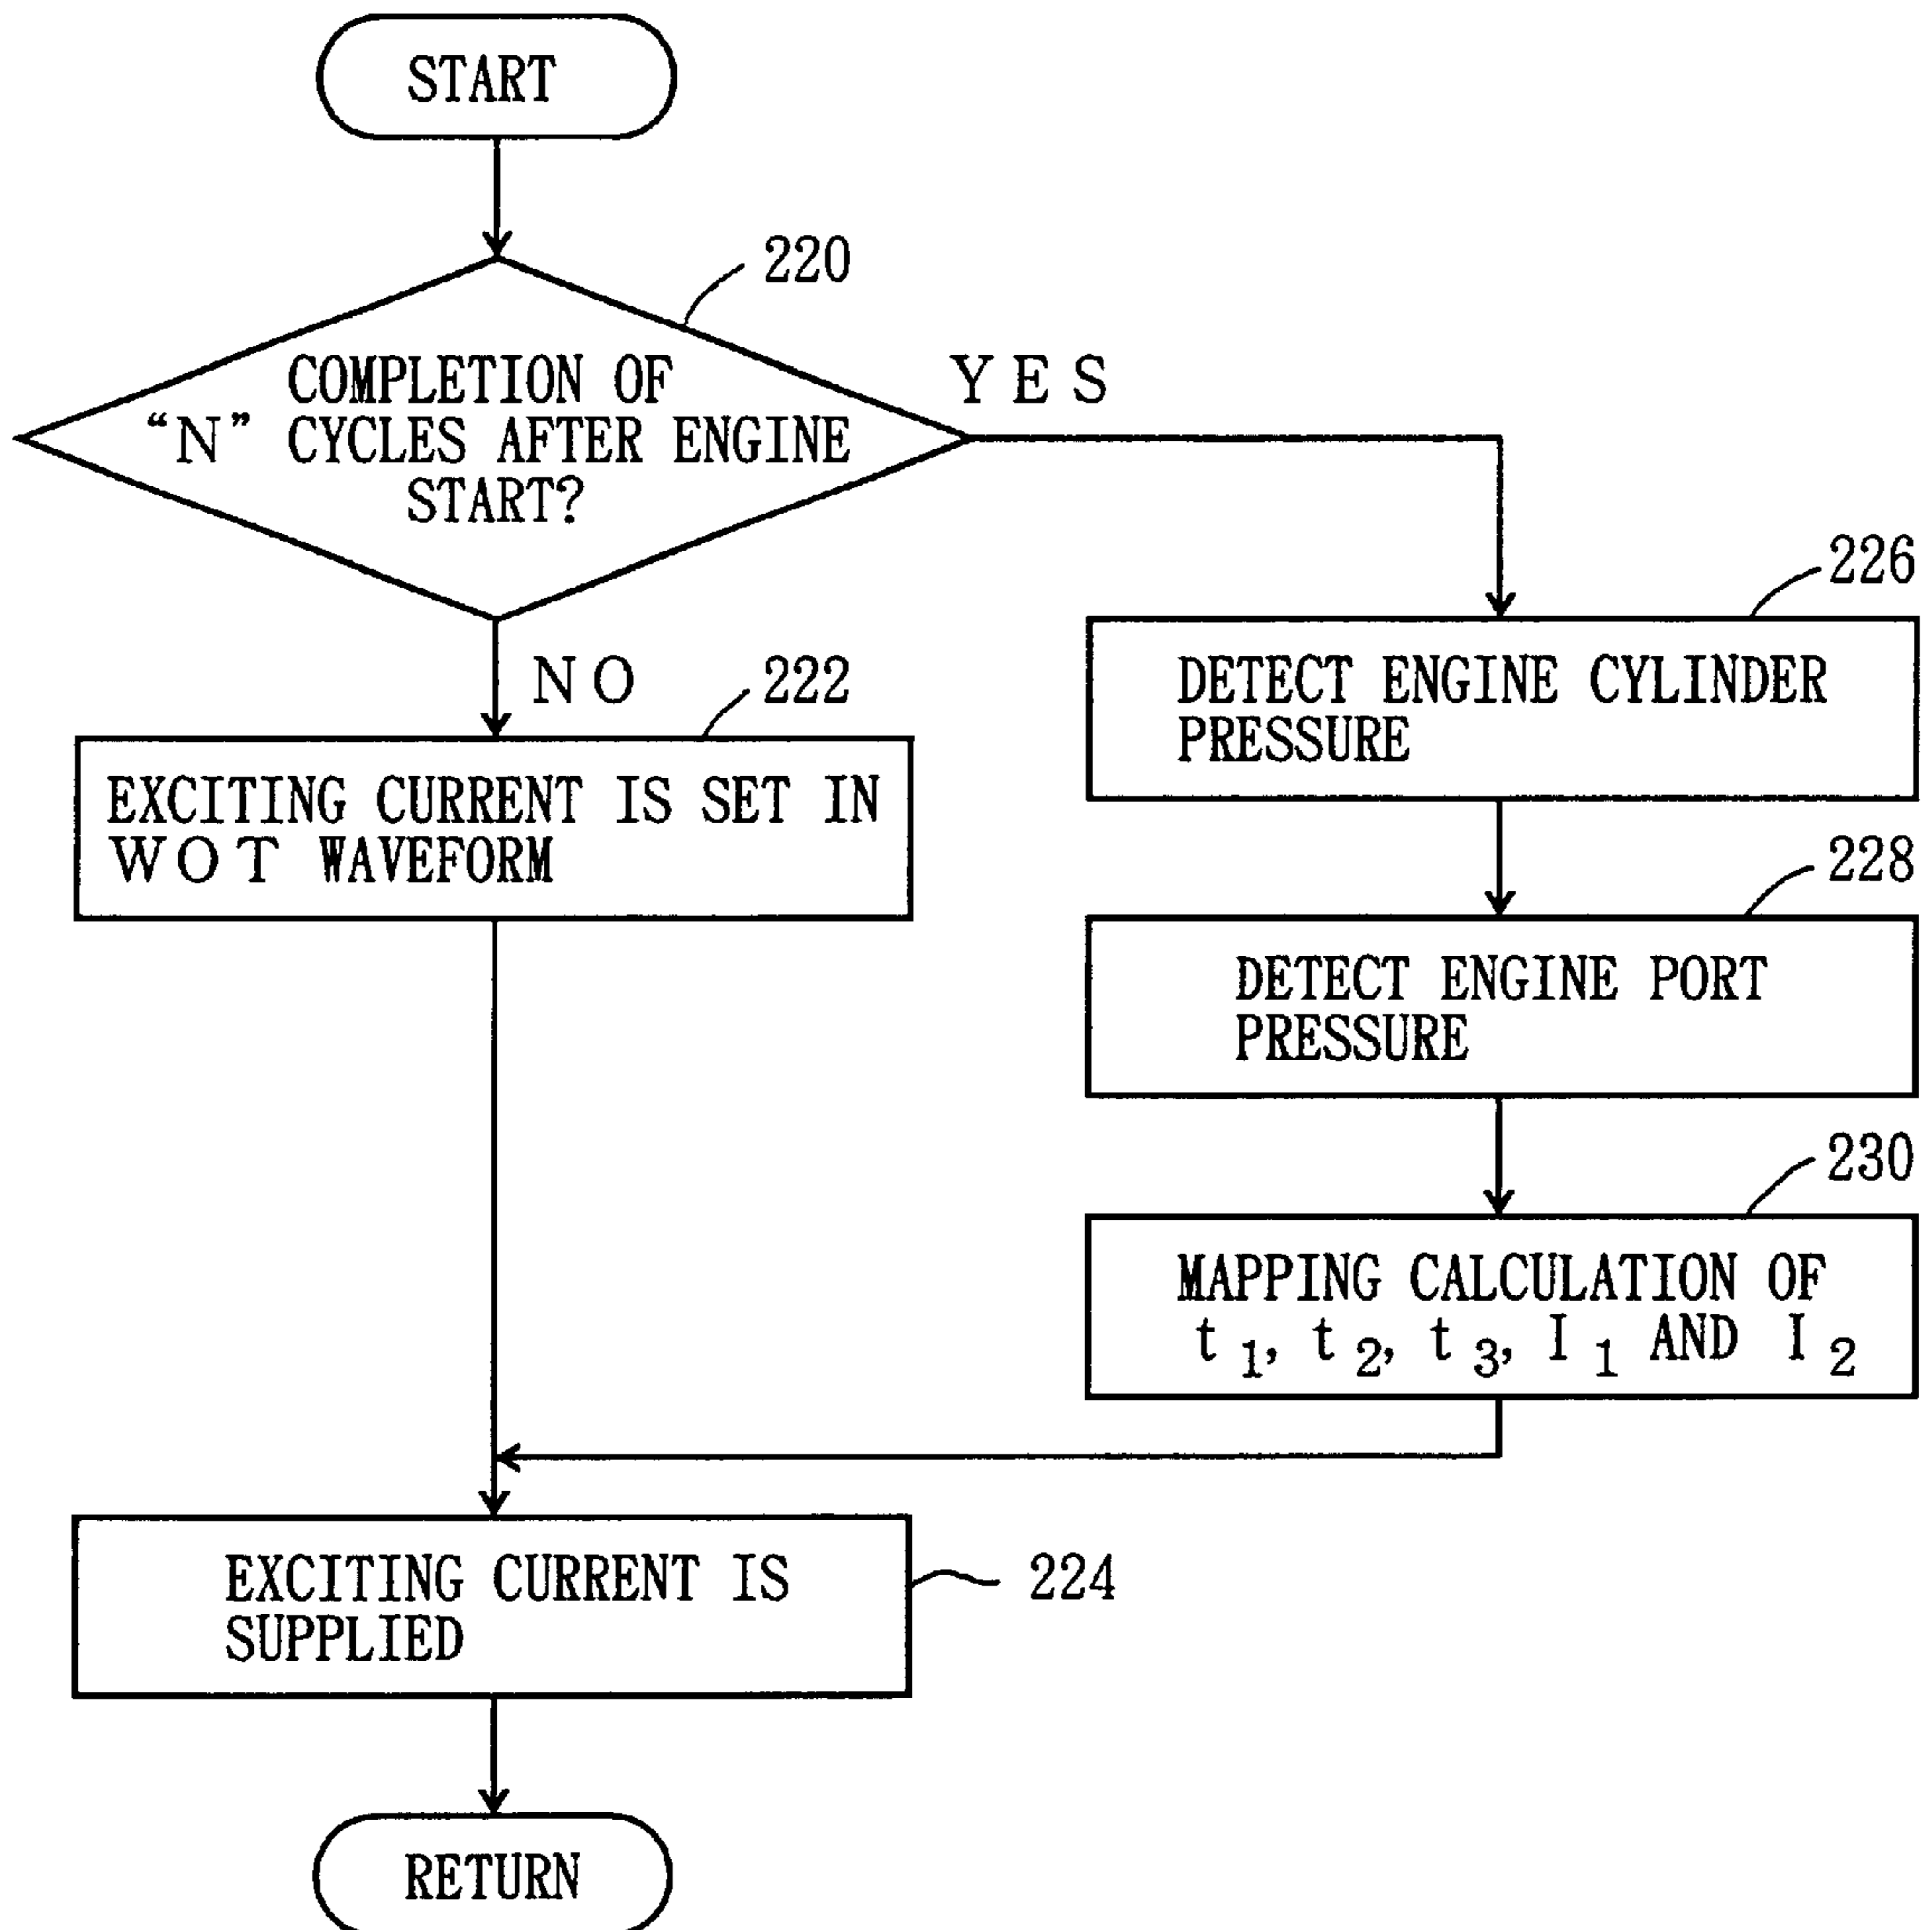 START
220
COMPLETION OF
“N” CYCLES AFTER ENGINE
START?
YES
NO
222
EXCITING CURRENT IS SET IN
WOT WAVEFORM
226
DETECT ENGINE CYLINDER
PRESSURE
228
DETECT ENGINE PORT
PRESSURE
230
MAPPING CALCULATION OF
t1, t2, t3, I1 AND I2
EXCITING CURRENT IS
SUPPLIED
224
RETURN